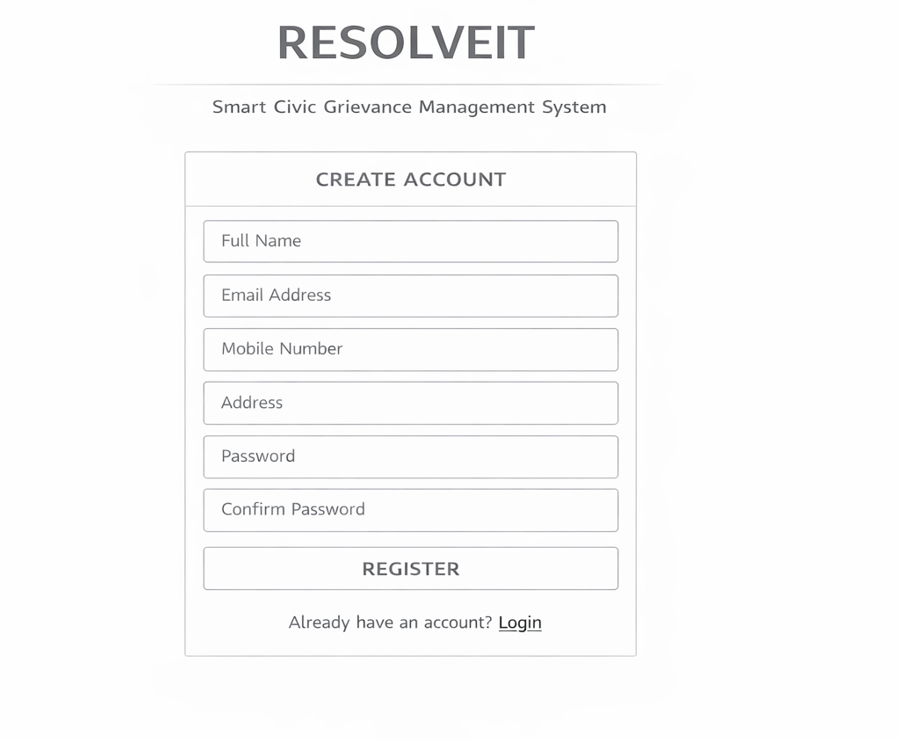 RESOLVEIT
Smart Civic Grievance Management System
CREATE ACCOUNT
Full Name
Email Address
Mobile Number
Address
Password
Confirm Password
REGISTER
Already have an account? Login